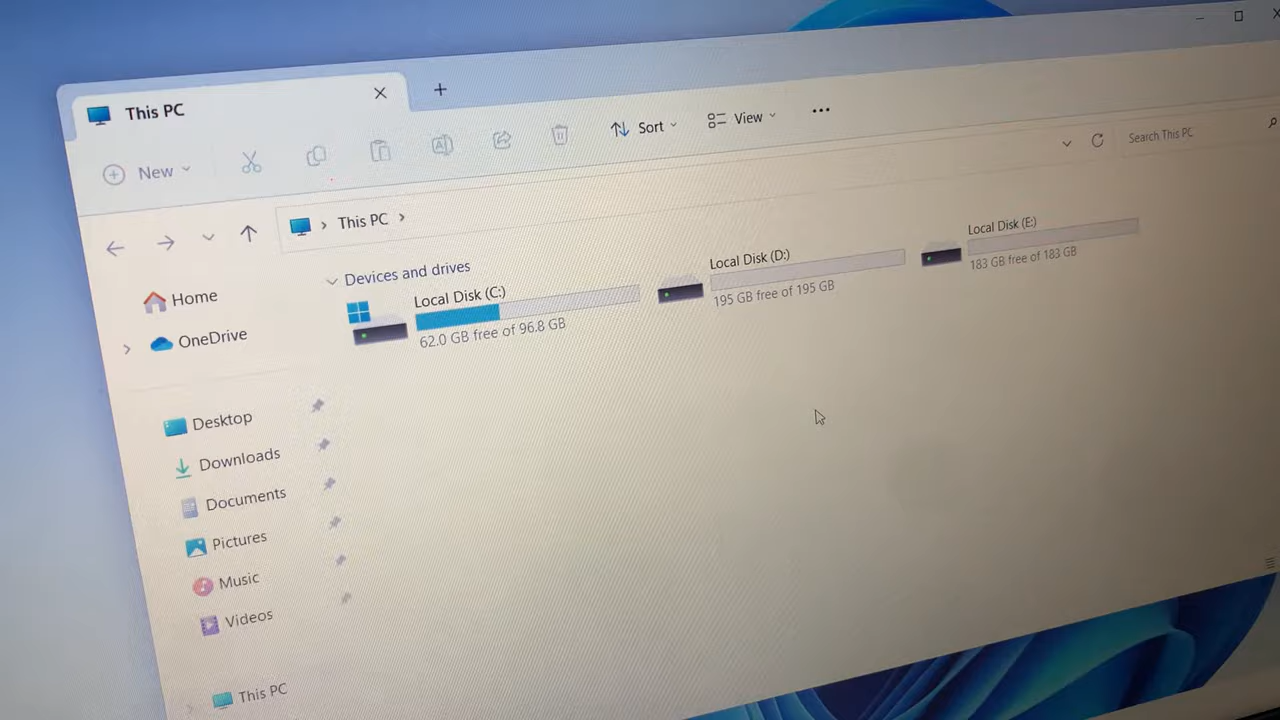 This PC
New
Sort
View
This PC
Search This PC
Home
OneDrive
Desktop
Downloads
Documents
Pictures
Music
Videos
This PC
Devices and drives
Local Disk (C:)
62.0 GB free of 96.8 GB
Local Disk (D:)
195 GB free of 195 GB
Local Disk (E:)
183 GB free of 183 GB